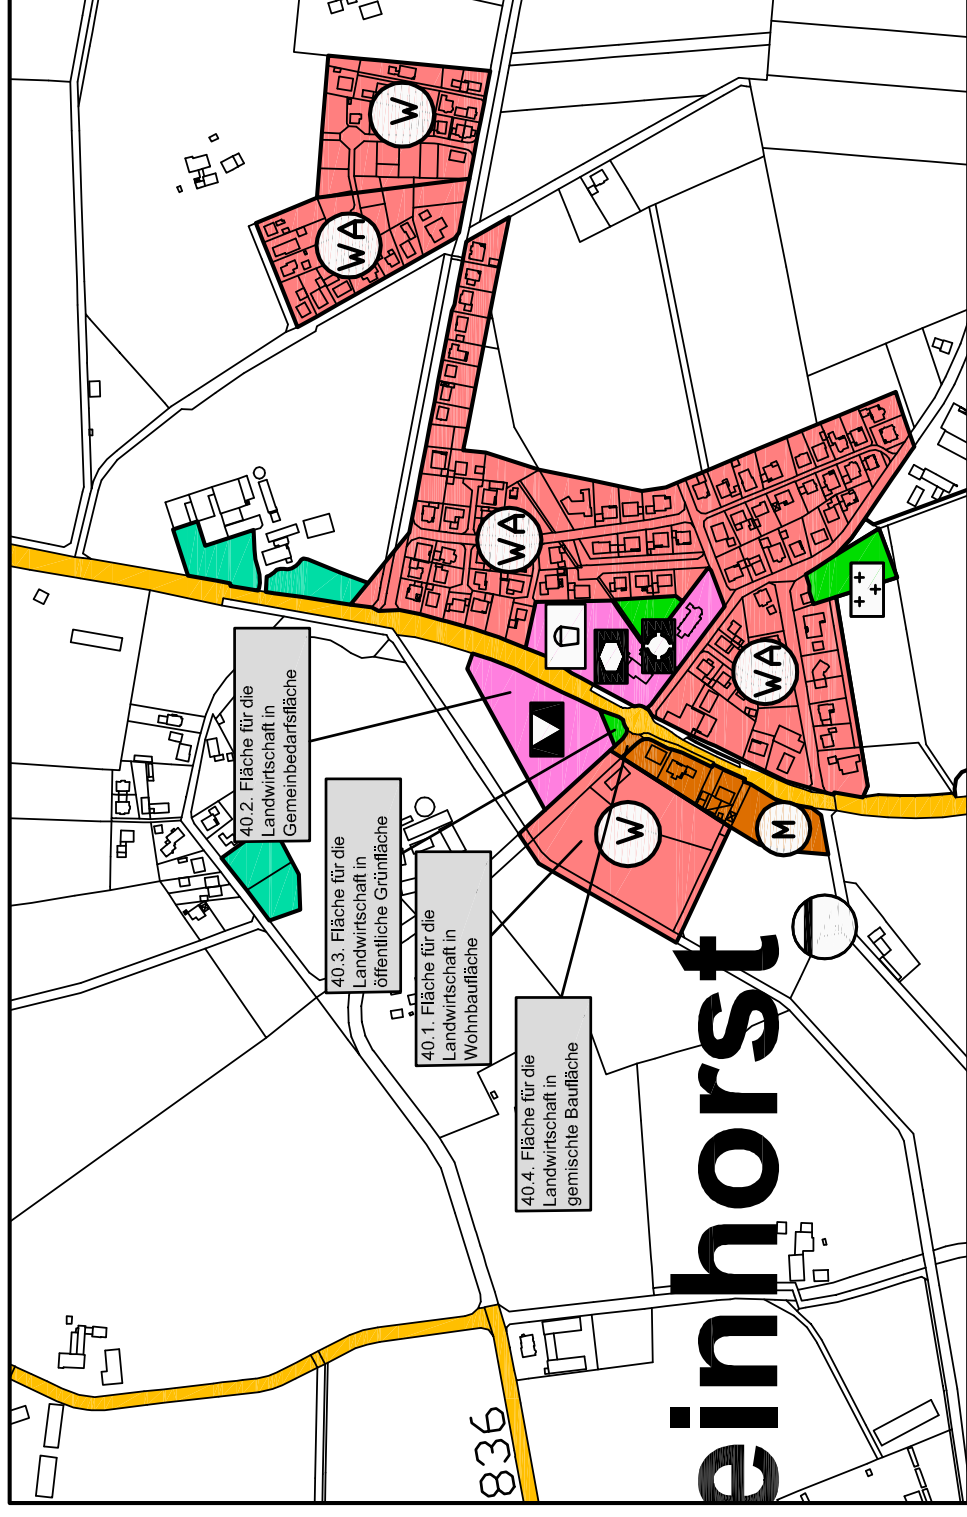 40.2. Fläche für die
Landwirtschaft in
Gemeinbedarfsfläche
40.3. Fläche für die
Landwirtschaft in
öffentliche Grünfläche
40.1. Fläche für die
Landwirtschaft in
Wohnbaufläche
40.4. Fläche für die
Landwirtschaft in
gemischte Baufläche
W
WA
WA
WA
W
M
836
einhorst